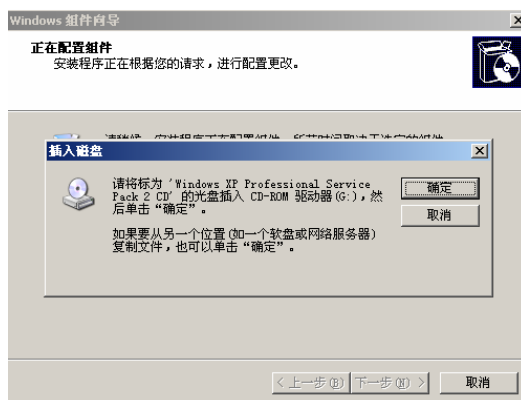 Windows 组件向导
正在配置组件
安装程序正在根据您的请求，进行配置更改。
插入磁盘
请将标为‘Windows XP Professional Service
Pack 2 CD’的光盘插入 CD-ROM 驱动器(G:)，然
后单击“确定”。
如果要从另一个位置(如一个软盘或网络服务器)
复制文件，也可以单击“确定”。
确定
取消
< 上一步(B)
下一步(N) >
取消